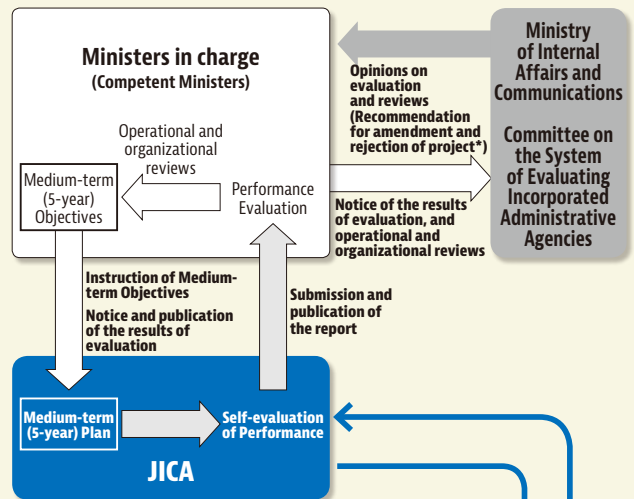 Ministers in charge
(Competent Ministers)
Operational and
organizational
reviews
Medium-term
(5-year)
Objectives
Performance
Evaluation
Opinions on
evaluation
and reviews
(Recommendation
for amendment and
rejection of project*)
Notice of the results
of evaluation, and
operational and
organizational reviews
Ministry
of Internal
Affairs and
Communications
Committee on
the System
of Evaluating
Incorporated
Administrative
Agencies
Instruction of Medium-
term Objectives
Notice and publication
of the results of
evaluation
Submission and
publication of
the report
Medium-term
(5-year) Plan
Self-evaluation
of Performance
JICA